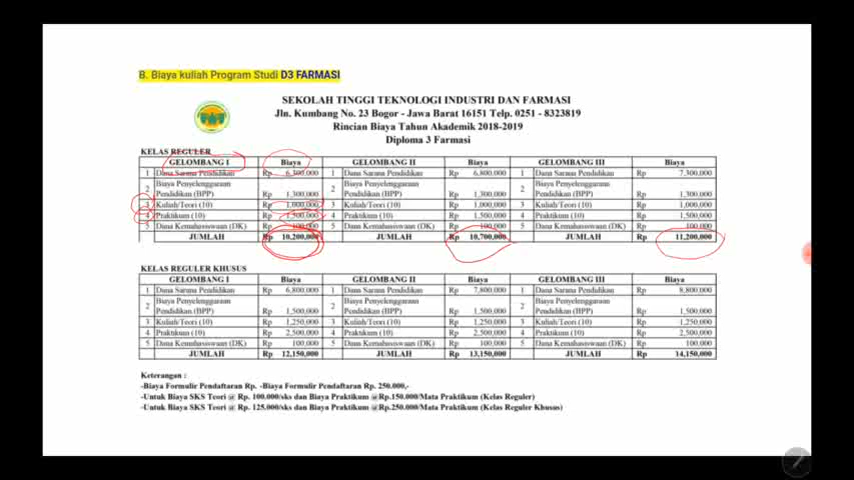 B. Biaya kuliah Program Studi D3 FARMASI
SEKOLAH TINGGI TEKNOLOGI INDUSTRI DAN FARMASI
Jln. Kumbang No. 23 Bogor - Jawa Barat 16151 Telp. 0251 - 8323819
Rincian Biaya Tahun Akademik 2018-2019
Diploma 3 Farmasi
KELAS REGULER
GELOMBANG I Biaya GELOMBANG II Biaya GELOMBANG III Biaya
1 Dana Sarana Pendidikan Rp 6,300,000 1 Dana Sarana Pendidikan Rp 6,800,000 1 Dana Sarana Pendidikan Rp 7,300,000
2 Biaya Penyelenggaraan Pendidikan (BPP) Rp 1,300,000 2 Biaya Penyelenggaraan Pendidikan (BPP) Rp 1,300,000 2 Biaya Penyelenggaraan Pendidikan (BPP) Rp 1,300,000
3 Kuliah/Teori (10) Rp 1,000,000 3 Kuliah/Teori (10) Rp 1,000,000 3 Kuliah/Teori (10) Rp 1,000,000
4 Praktikum (10) Rp 1,500,000 4 Praktikum (10) Rp 1,500,000 4 Praktikum (10) Rp 1,500,000
5 Dana Kemahasiswaan (DK) Rp 100,000 5 Dana Kemahasiswaan (DK) Rp 100,000 5 Dana Kemahasiswaan (DK) Rp 100,000
JUMLAH Rp 10,200,000 JUMLAH Rp 10,700,000 JUMLAH Rp 11,200,000
KELAS REGULER KHUSUS
GELOMBANG I Biaya GELOMBANG II Biaya GELOMBANG III Biaya
1 Dana Sarana Pendidikan Rp 6,800,000 1 Dana Sarana Pendidikan Rp 7,800,000 1 Dana Sarana Pendidikan Rp 8,800,000
2 Biaya Penyelenggaraan Pendidikan (BPP) Rp 1,500,000 2 Biaya Penyelenggaraan Pendidikan (BPP) Rp 1,500,000 2 Biaya Penyelenggaraan Pendidikan (BPP) Rp 1,500,000
3 Kuliah/Teori (10) Rp 1,250,000 3 Kuliah/Teori (10) Rp 1,250,000 3 Kuliah/Teori (10) Rp 1,250,000
4 Praktikum (10) Rp 2,500,000 4 Praktikum (10) Rp 2,500,000 4 Praktikum (10) Rp 2,500,000
5 Dana Kemahasiswaan (DK) Rp 100,000 5 Dana Kemahasiswaan (DK) Rp 100,000 5 Dana Kemahasiswaan (DK) Rp 100,000
JUMLAH Rp 12,150,000 JUMLAH Rp 13,150,000 JUMLAH Rp 14,150,000
Keterangan :
-Biaya Formulir Pendaftaran Rp. -Biaya Formulir Pendaftaran Rp. 250.000,-
-Untuk Biaya SKS Teori @ Rp. 100.000/sks dan Biaya Praktikum @Rp.150.000/Mata Praktikum (Kelas Reguler)
-Untuk Biaya SKS Teori @ Rp. 125.000/sks dan Biaya Praktikum @Rp.250.000/Mata Praktikum (Kelas Reguler Khusus)